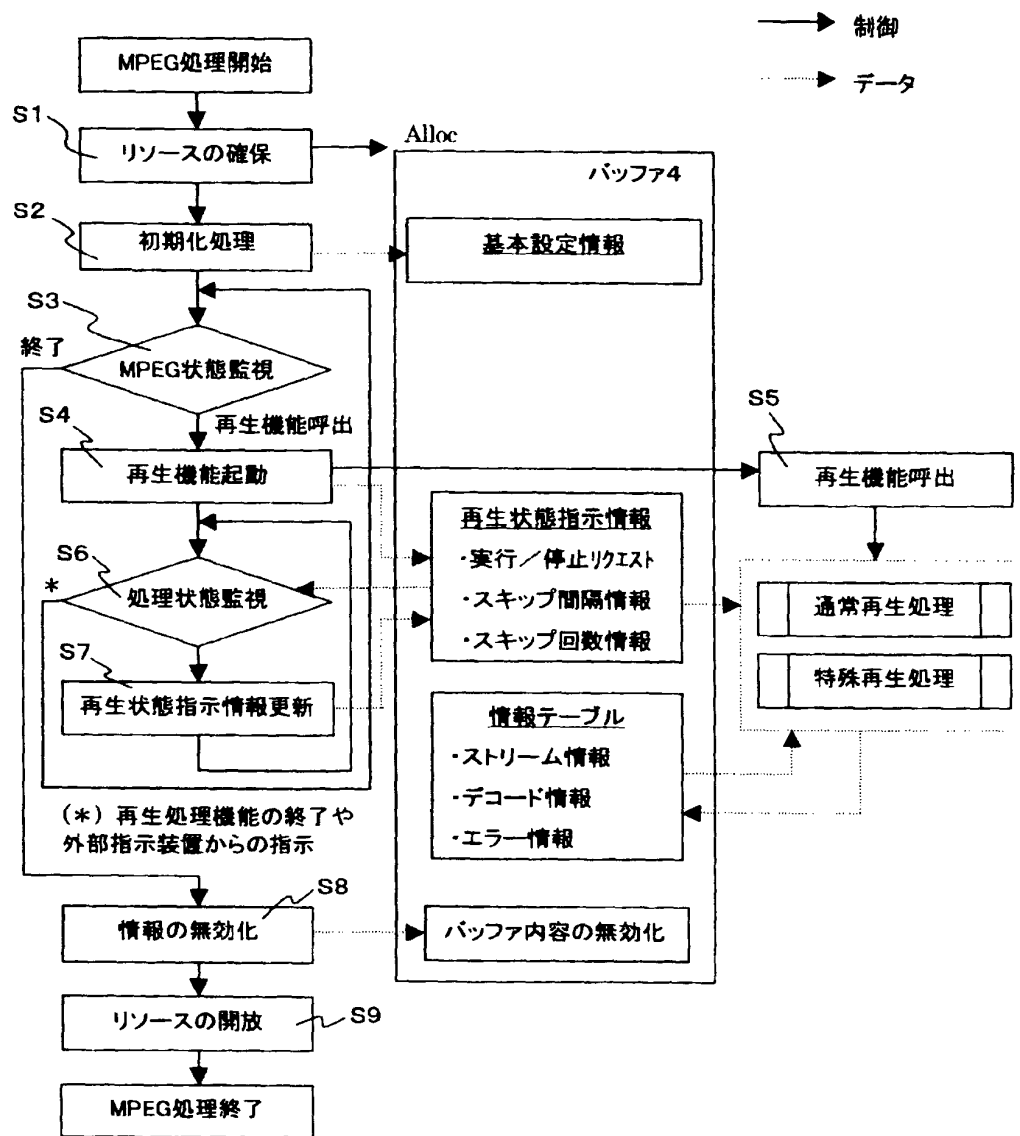 制御
データ
MPEG処理開始
S1
リソースの確保
Alloc
バッファ4
S2
初期化処理
基本設定情報
S3
終了
MPEG状態監視
再生機能呼出
S4
再生機能起動
S5
再生機能呼出
再生状態指示情報
・実行/停止リクエスト
・スキップ間隔情報
・スキップ回数情報
S6
*
処理状態監視
通常再生処理
特殊再生処理
S7
再生状態指示情報更新
情報テーブル
・ストリーム情報
・デコード情報
・エラー情報
(*)再生処理機能の終了や
外部指示装置からの指示
S8
情報の無効化
バッファ内容の無効化
リソースの開放
S9
MPEG処理終了